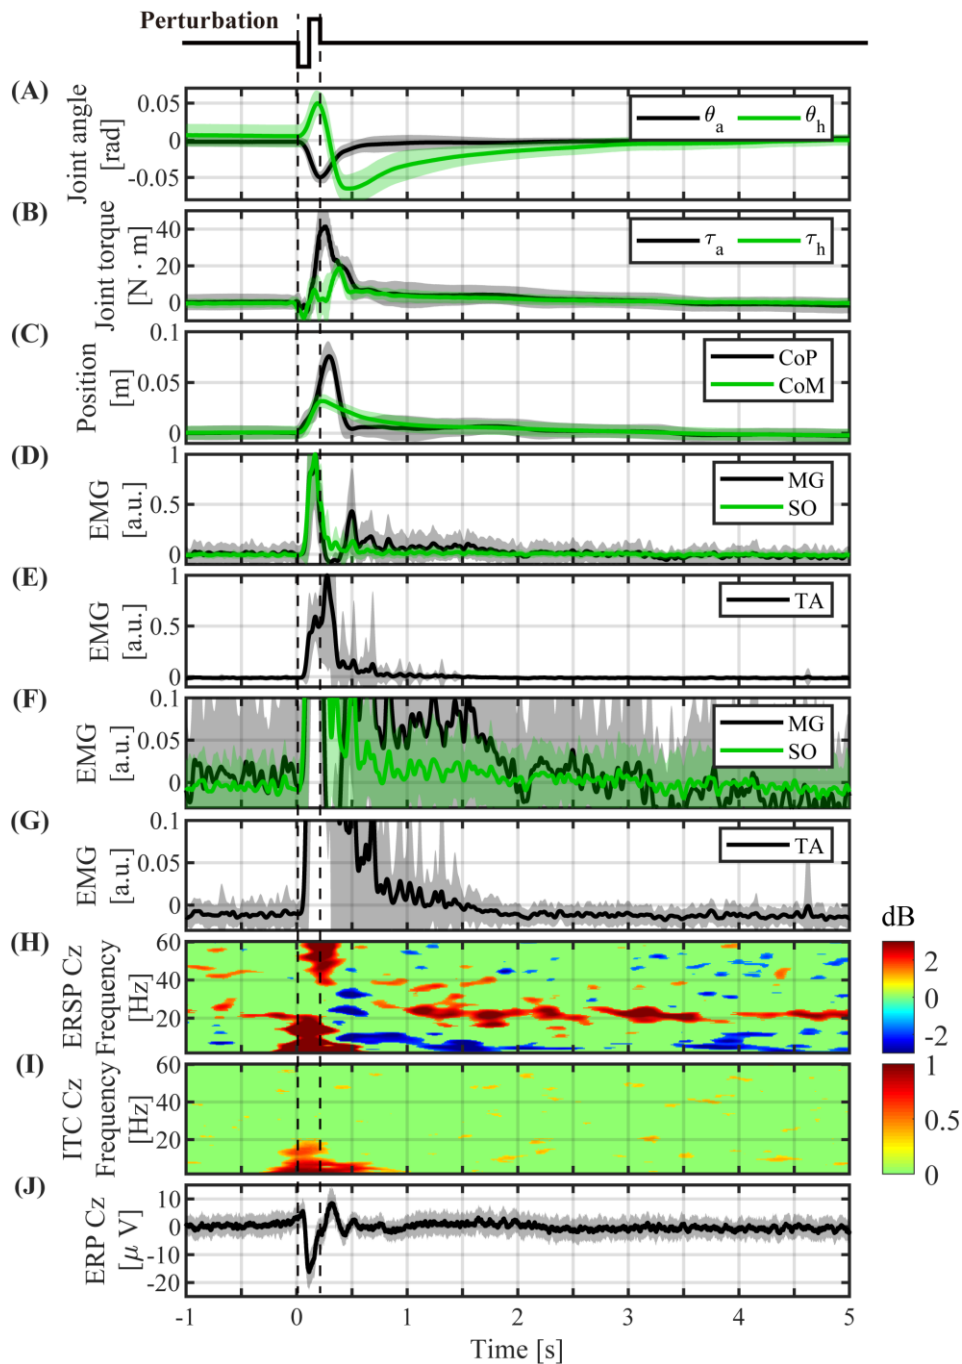 Perturbation
(A)
Joint angle
[rad]
0.05
0
-0.05
θa
θh
(B)
Joint torque
[N · m]
40
20
0
τa
τh
(C)
Position
[m]
0.1
0.05
0
CoP
CoM
(D)
EMG
[a.u.]
1
0.5
0
MG
SO
(E)
EMG
[a.u.]
1
0.5
0
TA
(F)
EMG
[a.u.]
0.1
0.05
0
MG
SO
(G)
EMG
[a.u.]
0.1
0.05
0
TA
dB
(H)
ERSP Cz
Frequency
[Hz]
60
40
20
2
0
-2
(I)
ITC Cz
Frequency
[Hz]
60
40
20
1
0.5
0
(J)
ERP Cz
[μ V]
10
0
-10
-20
-1 0 1 2 3 4 5
Time [s]